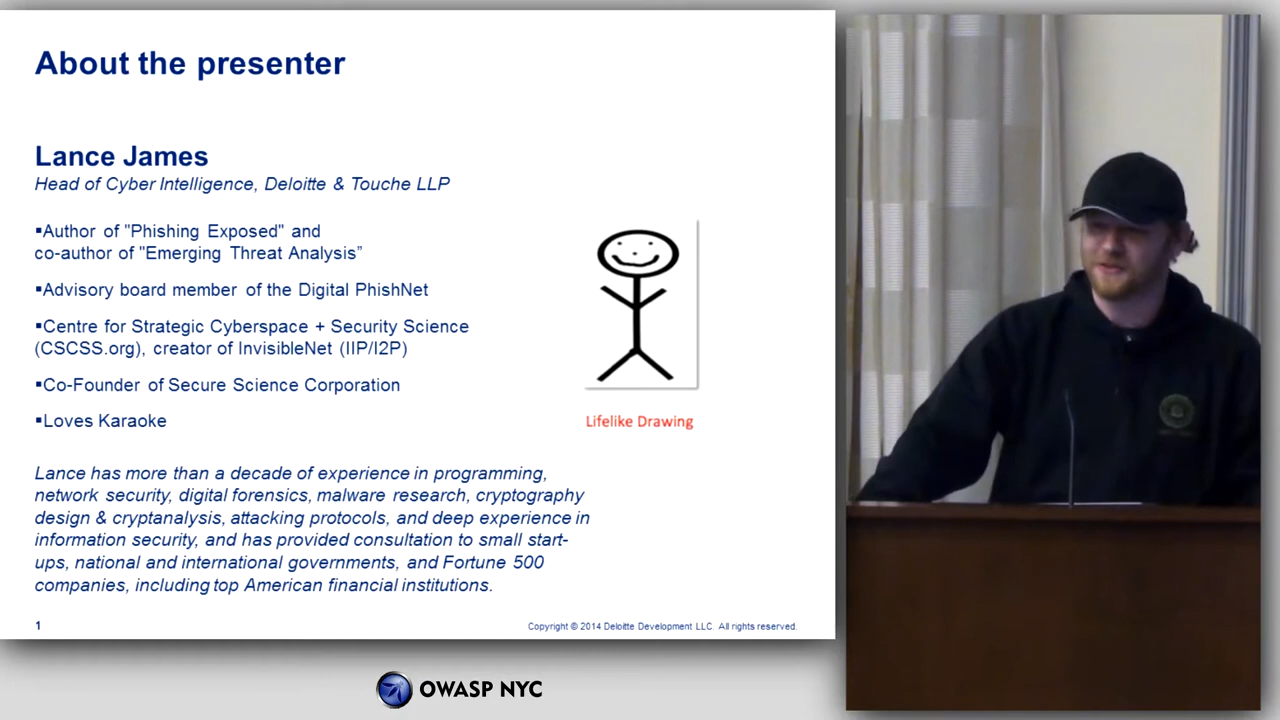 About the presenter
Lance James
Head of Cyber Intelligence, Deloitte & Touche LLP
▪Author of "Phishing Exposed" and
co-author of "Emerging Threat Analysis”
▪Advisory board member of the Digital PhishNet
▪Centre for Strategic Cyberspace + Security Science
(CSCSS.org), creator of InvisibleNet (IIP/I2P)
▪Co-Founder of Secure Science Corporation
▪Loves Karaoke
Lifelike Drawing
Lance has more than a decade of experience in programming,
network security, digital forensics, malware research, cryptography
design & cryptanalysis, attacking protocols, and deep experience in
information security, and has provided consultation to small start-
ups, national and international governments, and Fortune 500
companies, including top American financial institutions.
1
Copyright © 2014 Deloitte Development LLC. All rights reserved.
OWASP NYC